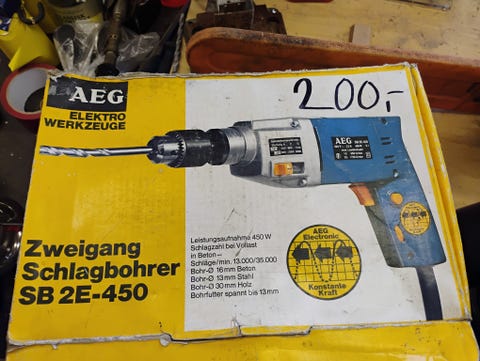 AEG
ELEKTRO
WERKZEUGE
200,-
AEG
Zweigang
Schlagbohrer
SB 2E-450
Leistungsaufnahme 450 W
Schlagzahl bei Vollast
in Beton –
Schläge/min. 13.000/35.000
Bohr-Ø 16 mm Beton
Bohr-Ø 13 mm Stahl
Bohr-Ø 30 mm Holz
Bohrfutter spannt bis 13 mm
AEG
Electronic
Konstante
Kraft